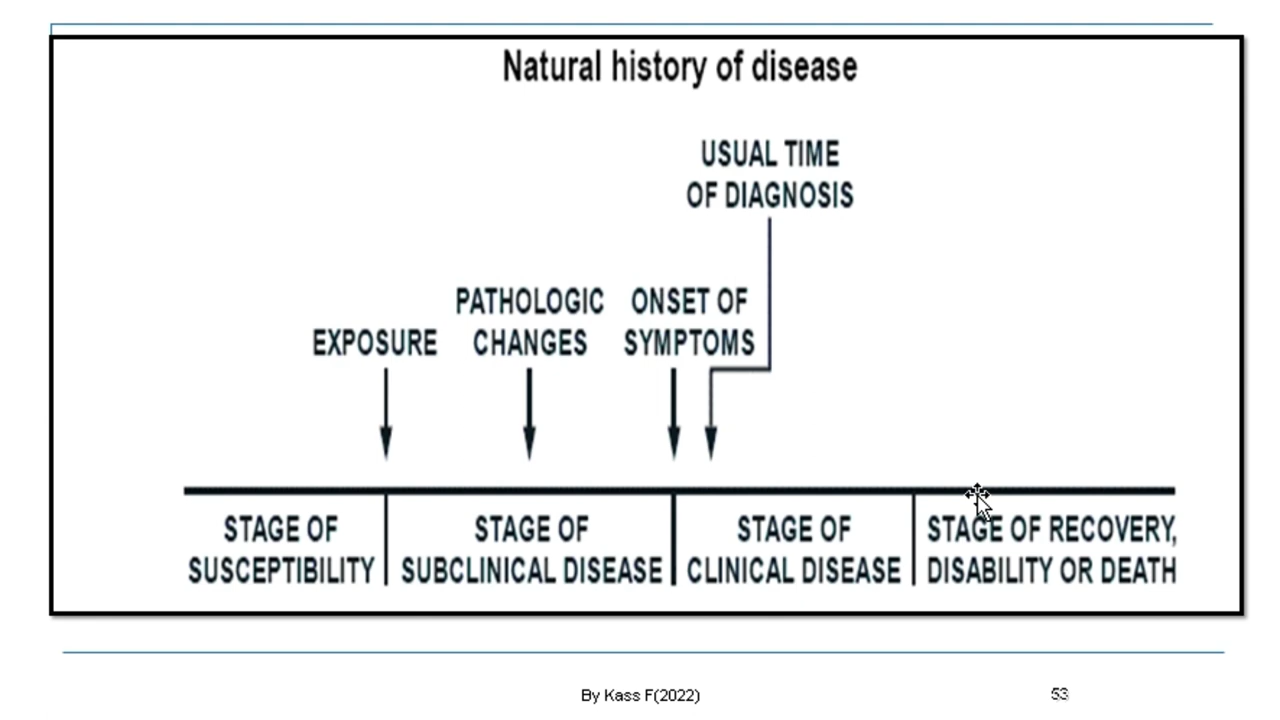 Natural history of disease
USUAL TIME
OF DIAGNOSIS
PATHOLOGIC
CHANGES
ONSET OF
SYMPTOMS
EXPOSURE
STAGE OF
SUSCEPTIBILITY
STAGE OF
SUBCLINICAL DISEASE
STAGE OF
CLINICAL DISEASE
STAGE OF RECOVERY,
DISABILITY OR DEATH
By Kass F(2022)
53